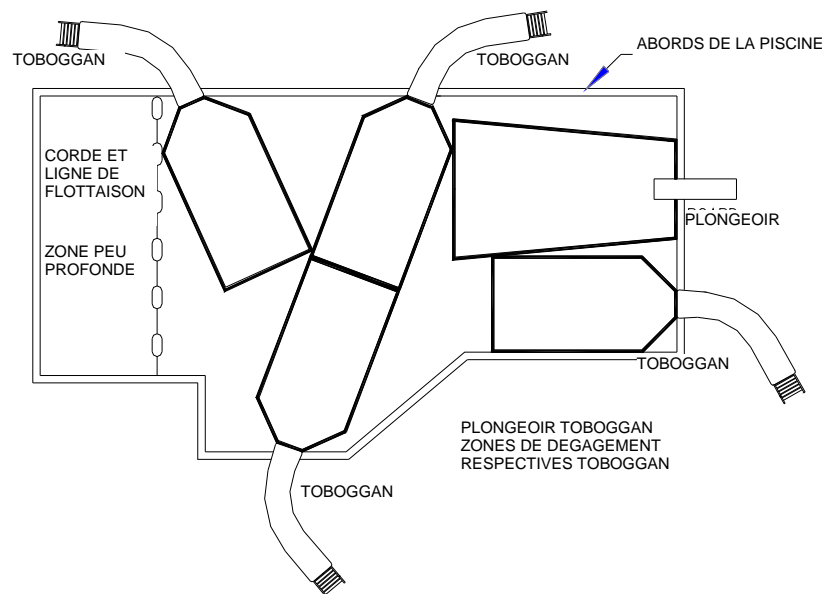 ABORDS DE LA PISCINE
TOBOGGAN
TOBOGGAN
CORDE ET
LIGNE DE
FLOTTAISON
ZONE PEU
PROFONDE
PLONGEOIR
TOBOGGAN
PLONGEOIR TOBOGGAN
ZONES DE DEGAGEMENT
RESPECTIVES TOBOGGAN
TOBOGGAN